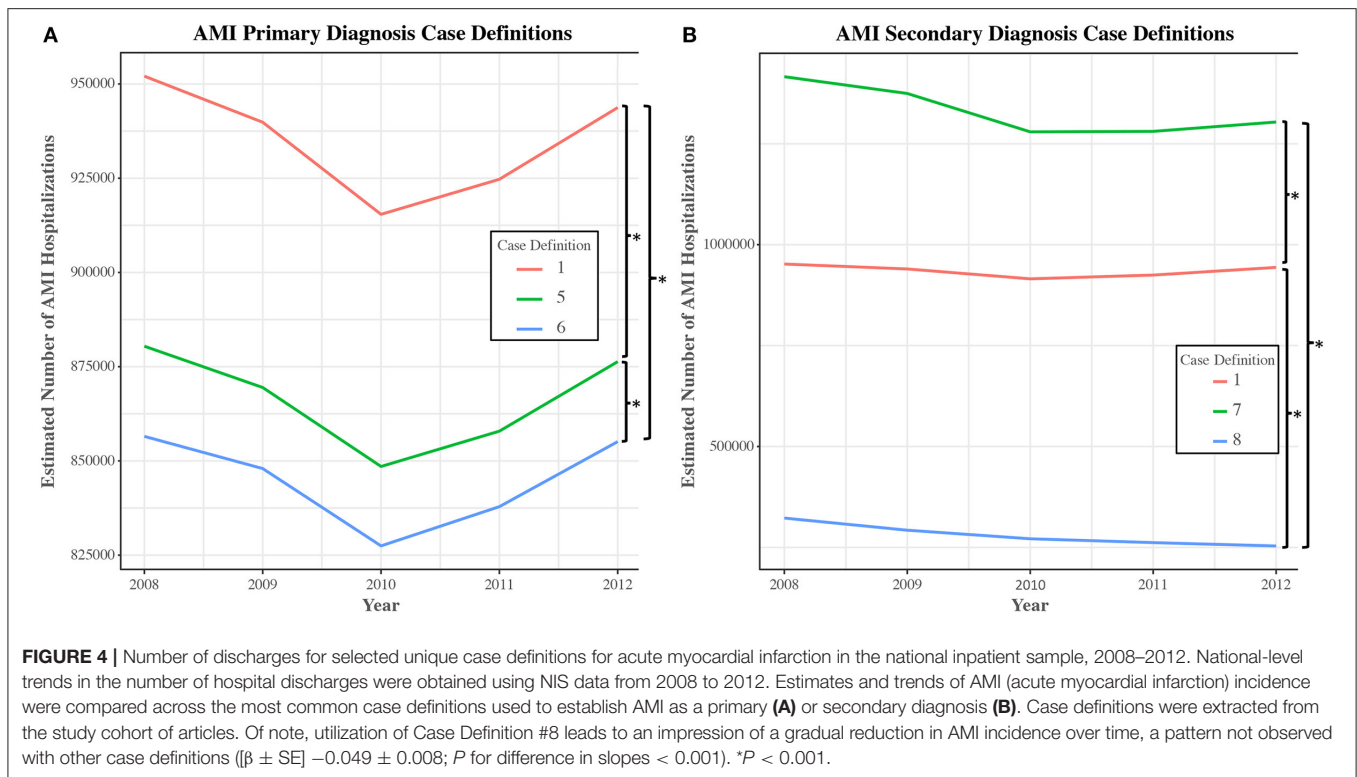 A
AMI Primary Diagnosis Case Definitions
Estimated Number of AMI Hospitalizations
950000
925000
900000
875000
850000
825000
Case Definition
1
5
6
*
*
*
2008
2009
2010
2011
2012
Year
B
AMI Secondary Diagnosis Case Definitions
Estimated Number of AMI Hospitalizations
1000000
500000
Case Definition
1
7
8
*
*
*
2008
2009
2010
2011
2012
Year
FIGURE 4 | Number of discharges for selected unique case definitions for acute myocardial infarction in the national inpatient sample, 2008–2012. National-level
trends in the number of hospital discharges were obtained using NIS data from 2008 to 2012. Estimates and trends of AMI (acute myocardial infarction) incidence
were compared across the most common case definitions used to establish AMI as a primary (A) or secondary diagnosis (B). Case definitions were extracted from
the study cohort of articles. Of note, utilization of Case Definition #8 leads to an impression of a gradual reduction in AMI incidence over time, a pattern not observed
with other case definitions ([β ± SE] −0.049 ± 0.008; P for difference in slopes < 0.001). *P < 0.001.